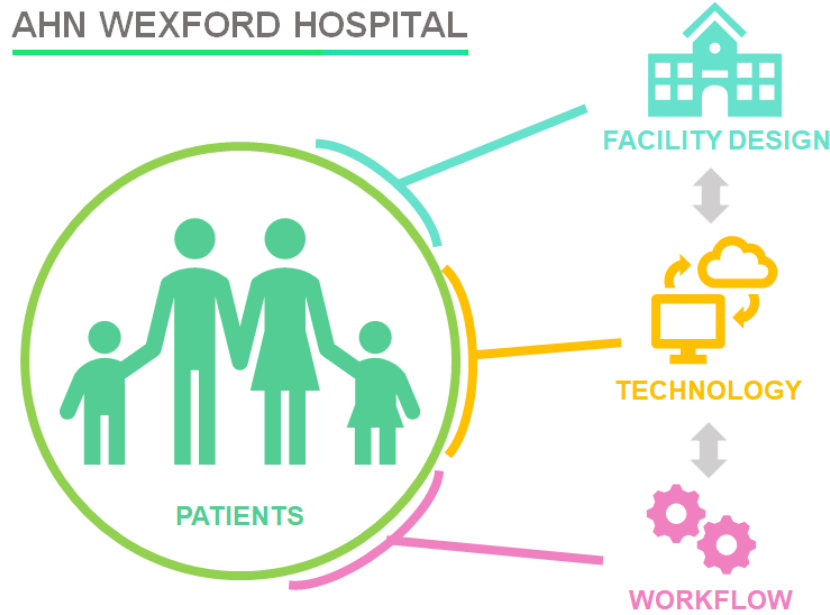 AHN WEXFORD HOSPITAL
FACILITY DESIGN
TECHNOLOGY
PATIENTS
WORKFLOW